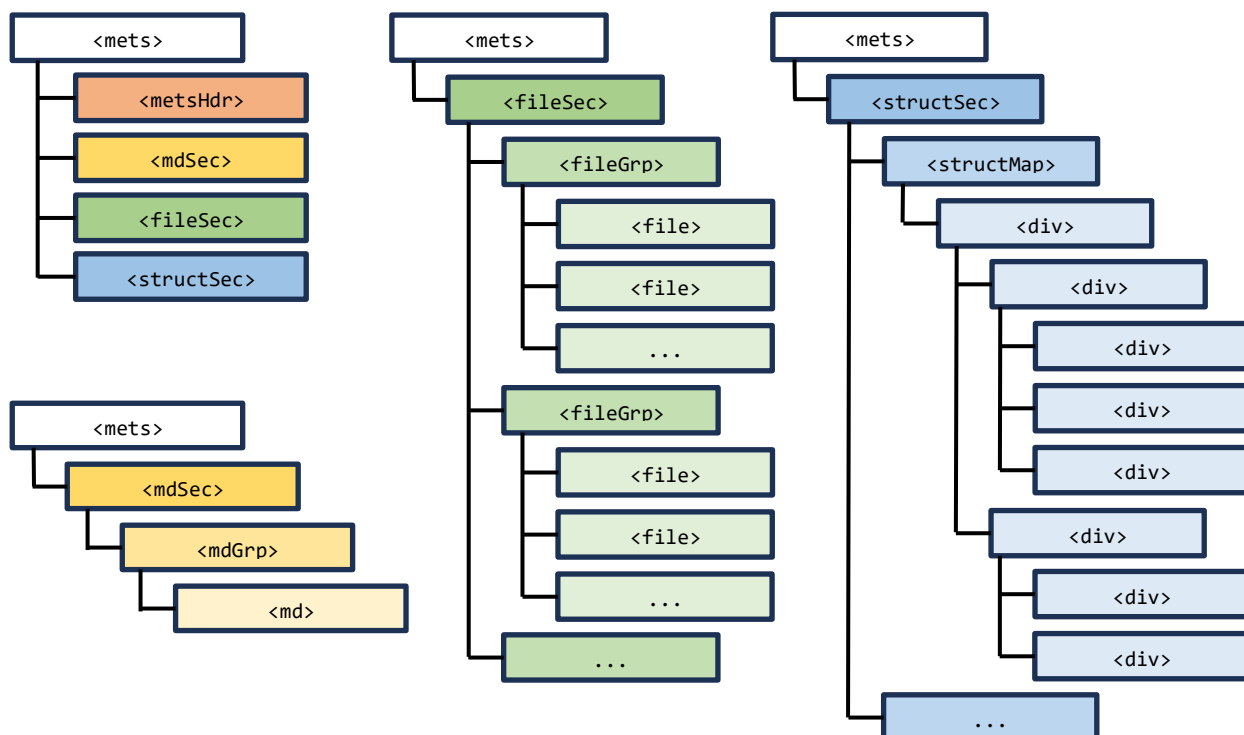 <mets>
<metsHdr>
<mdSec>
<fileSec>
<structSec>
<mets>
<mdSec>
<mdGrp>
<md>
<mets>
<fileSec>
<fileGrp>
<file>
<file>
...
<fileGrp>
<file>
<file>
...
...
<mets>
<structSec>
<structMap>
<div>
<div>
<div>
<div>
<div>
<div>
<div>
<div>
...